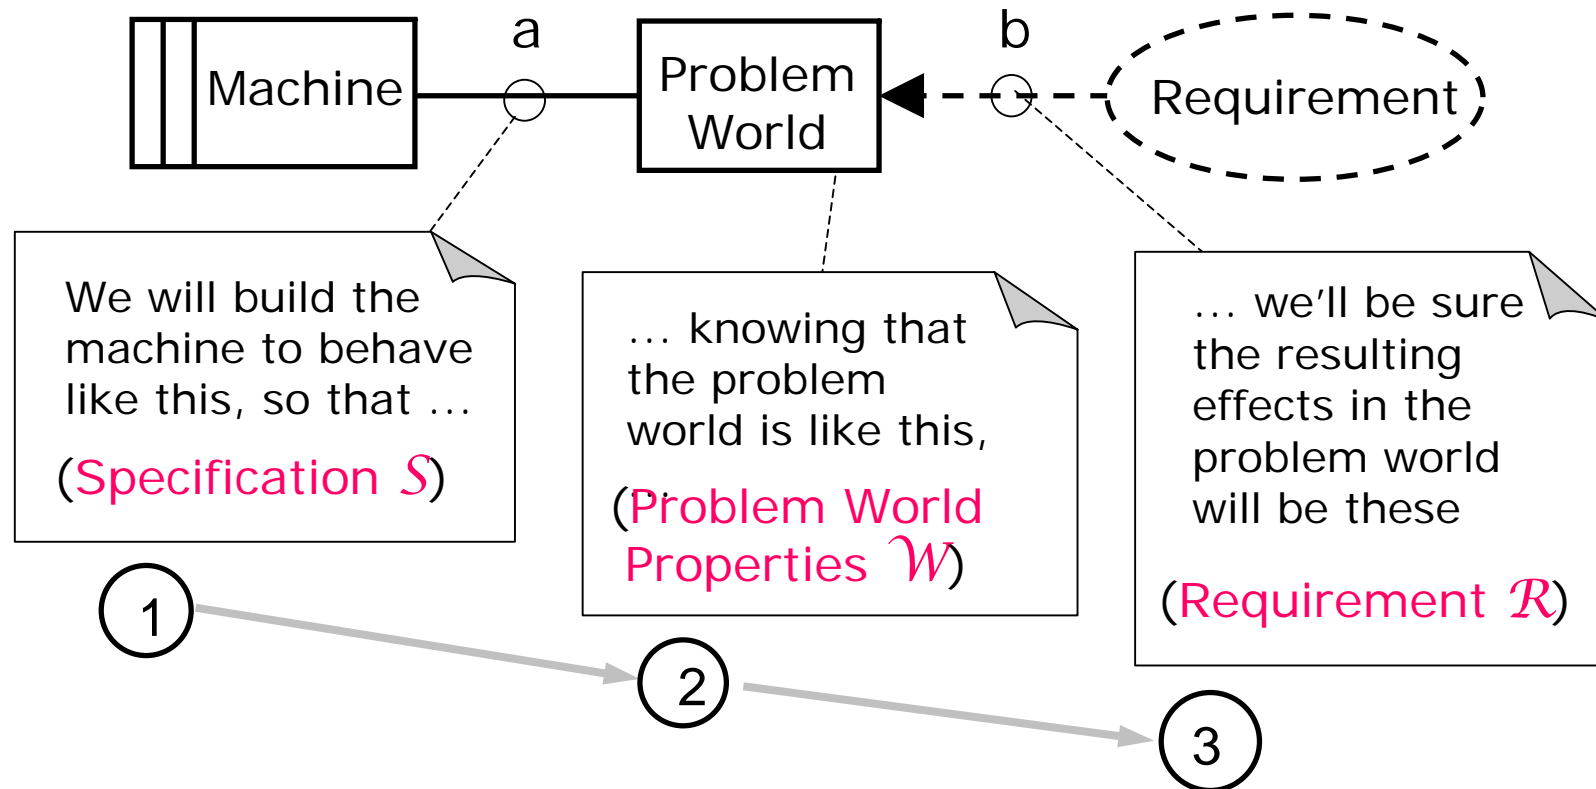 a
b
Machine
Problem
World
Requirement
We will build the
machine to behave
like this, so that …
(Specification S)
… knowing that
the problem
world is like this,
…
(Problem World
Properties W)
… we'll be sure
the resulting
effects in the
problem world
will be these
(Requirement R)
1
2
3